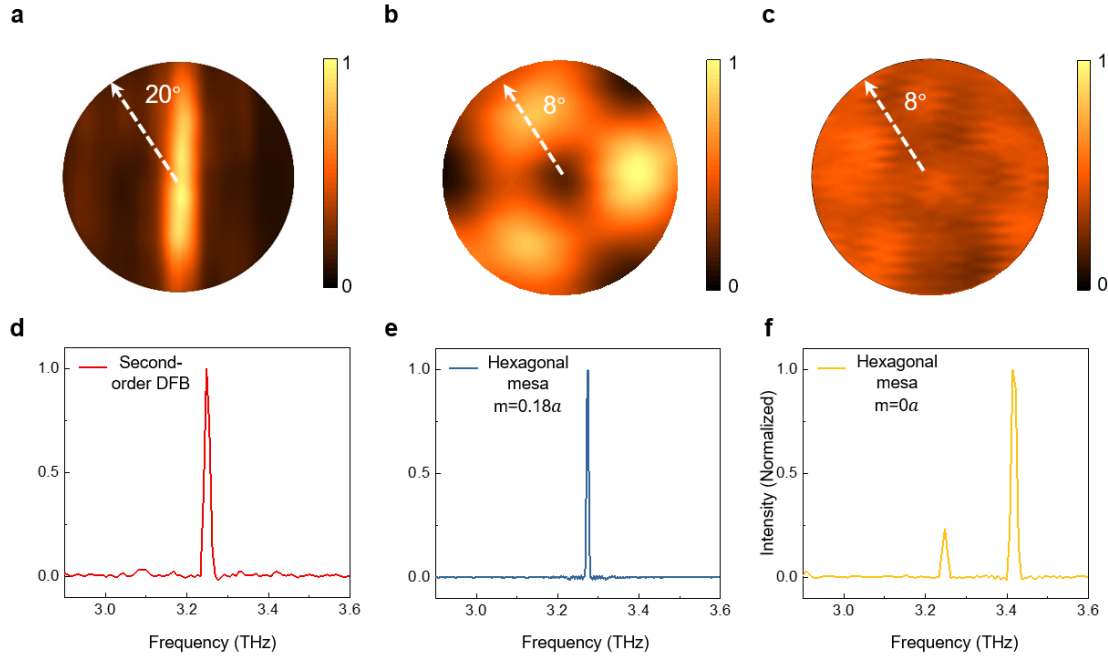 a
b
c
20°
1
0
8°
1
0
8°
1
0
d
e
f
1.0
0.5
0.0
Second-
order DFB
3.0
3.2
3.4
3.6
Frequency (THz)
1.0
0.5
0.0
Hexagonal
mesa
m=0.18a
3.0
3.2
3.4
3.6
Frequency (THz)
Intensity (Normalized)
1.0
0.5
0.0
Hexagonal
mesa
m=0a
3.0
3.2
3.4
3.6
Frequency (THz)